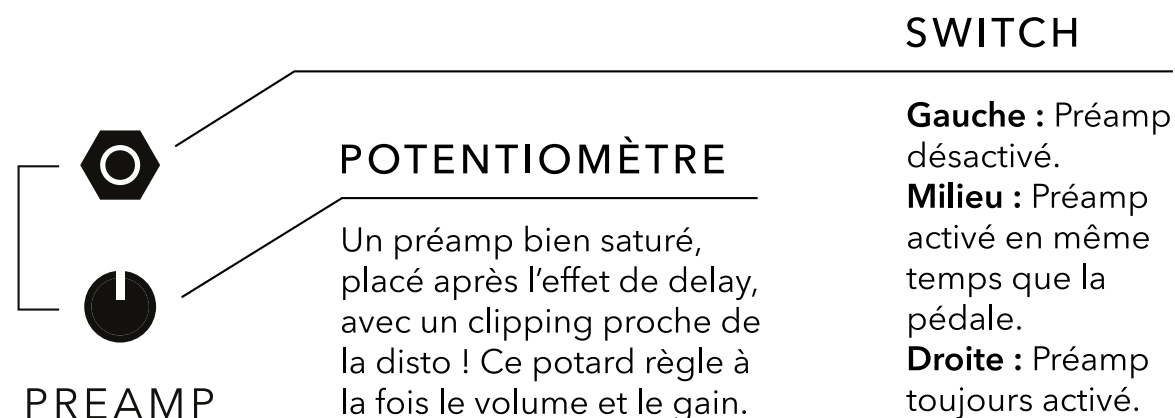 SWITCH
Gauche : Préamp
désactivé.
Milieu : Préamp
activé en même
temps que la
pédale.
Droite : Préamp
toujours activé.
POTENTIOMÈTRE
Un préamp bien saturé,
placé après l’effet de delay,
avec un clipping proche de
la disto ! Ce potard règle à
la fois le volume et le gain.
PREAMP